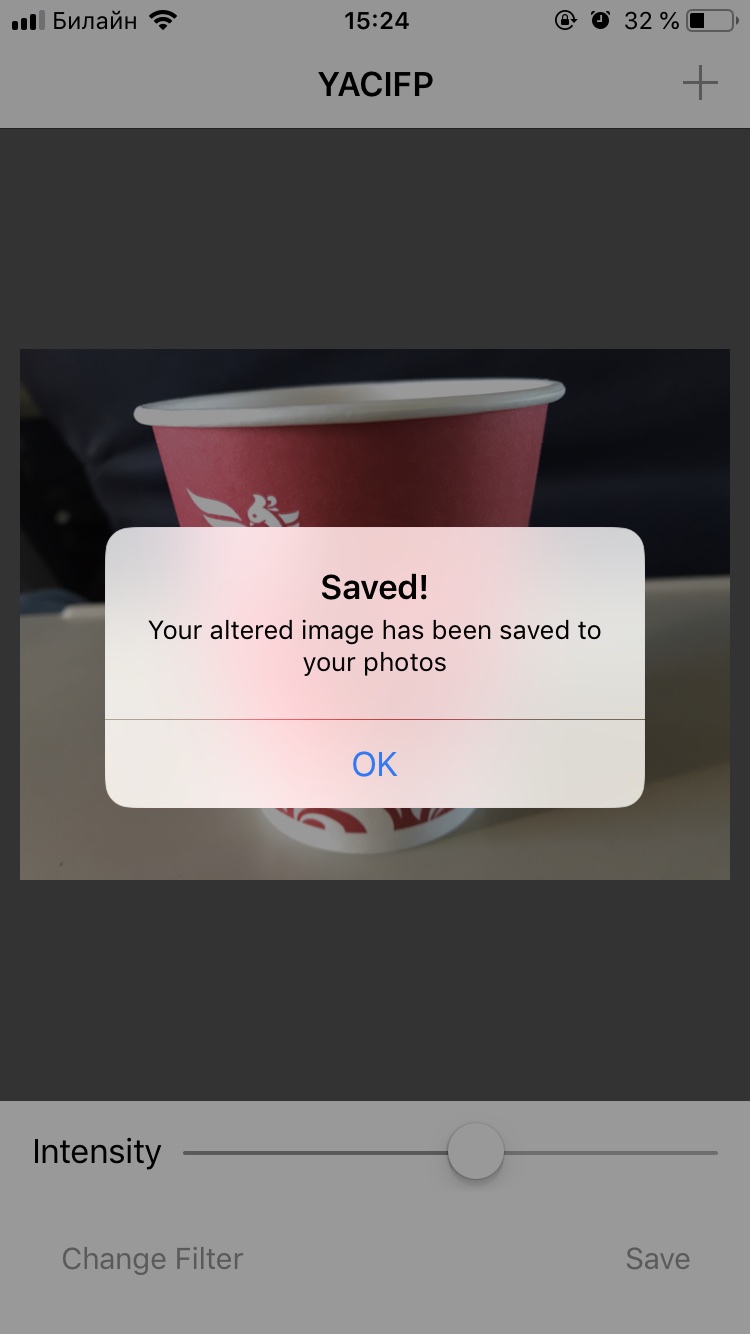 Билайн 15:24 32 %
YACIFP
Saved!
Your altered image has been saved to
your photos
OK
Intensity
Change Filter Save